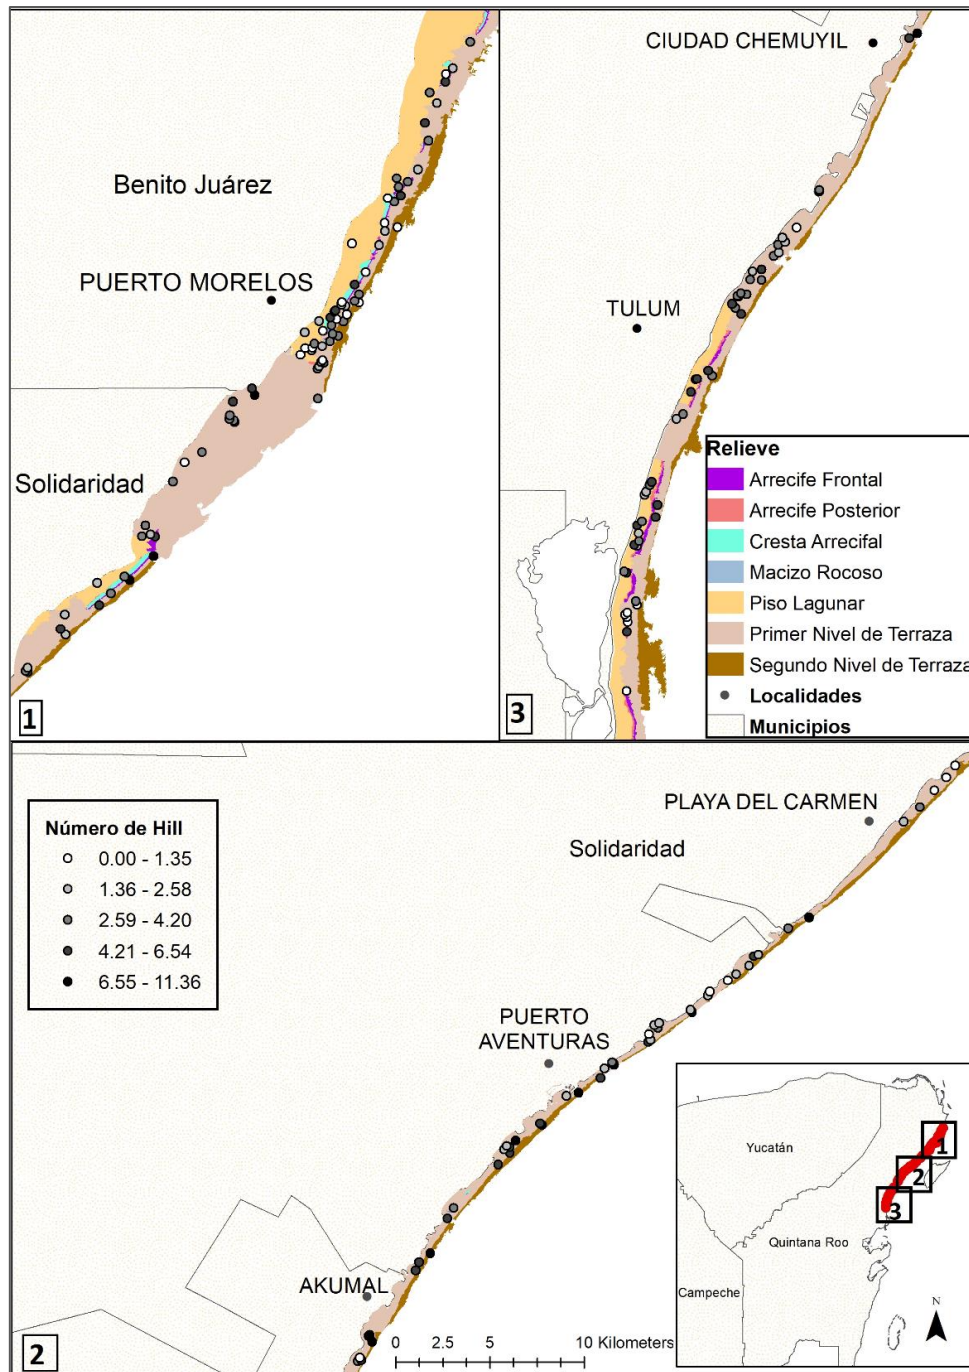 Benito Juárez
PUERTO MORELOS
Solidaridad
1
CIUDAD CHEMUYIL
TULUM
3
Relieve
Arrecife Frontal
Arrecife Posterior
Cresta Arrecifal
Macizo Rocoso
Piso Lagunar
Primer Nivel de Terraza
Segundo Nivel de Terraza
Localidades
Municipios
PLAYA DEL CARMEN
Solidaridad
Número de Hill
0.00 - 1.35
1.36 - 2.58
2.59 - 4.20
4.21 - 6.54
6.55 - 11.36
PUERTO
AVENTURAS
AKUMAL
2
0 2.5 5 10 Kilometers
Yucatán
Quintana Roo
Campeche
1
2
3
N